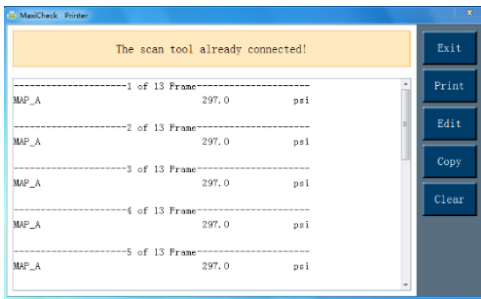 MaxiCheck Printer
The scan tool already connected!
Exit
Print
Edit
Copy
Clear
----------------------1 of 13 Frame----------------------
MAP_A 297.0 psi
----------------------2 of 13 Frame----------------------
MAP_A 297.0 psi
----------------------3 of 13 Frame----------------------
MAP_A 297.0 psi
----------------------4 of 13 Frame----------------------
MAP_A 297.0 psi
----------------------5 of 13 Frame----------------------
MAP_A 297.0 psi